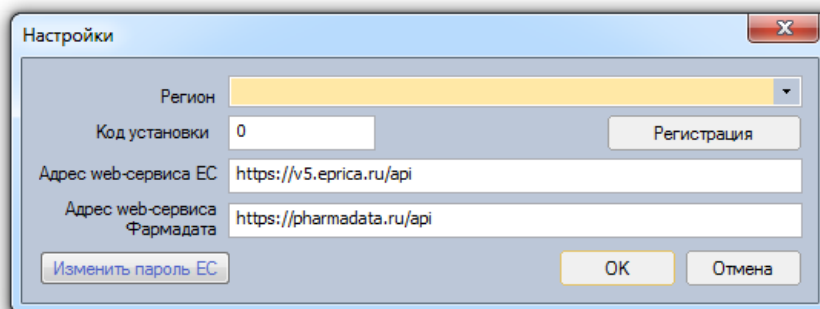 Настройки
Регион
Код установки 0 Регистрация
Адрес web-сервиса ЕС https://v5.eprica.ru/api
Адрес web-сервиса
Фармадата https://pharmadata.ru/api
Изменить пароль ЕС OK Отмена